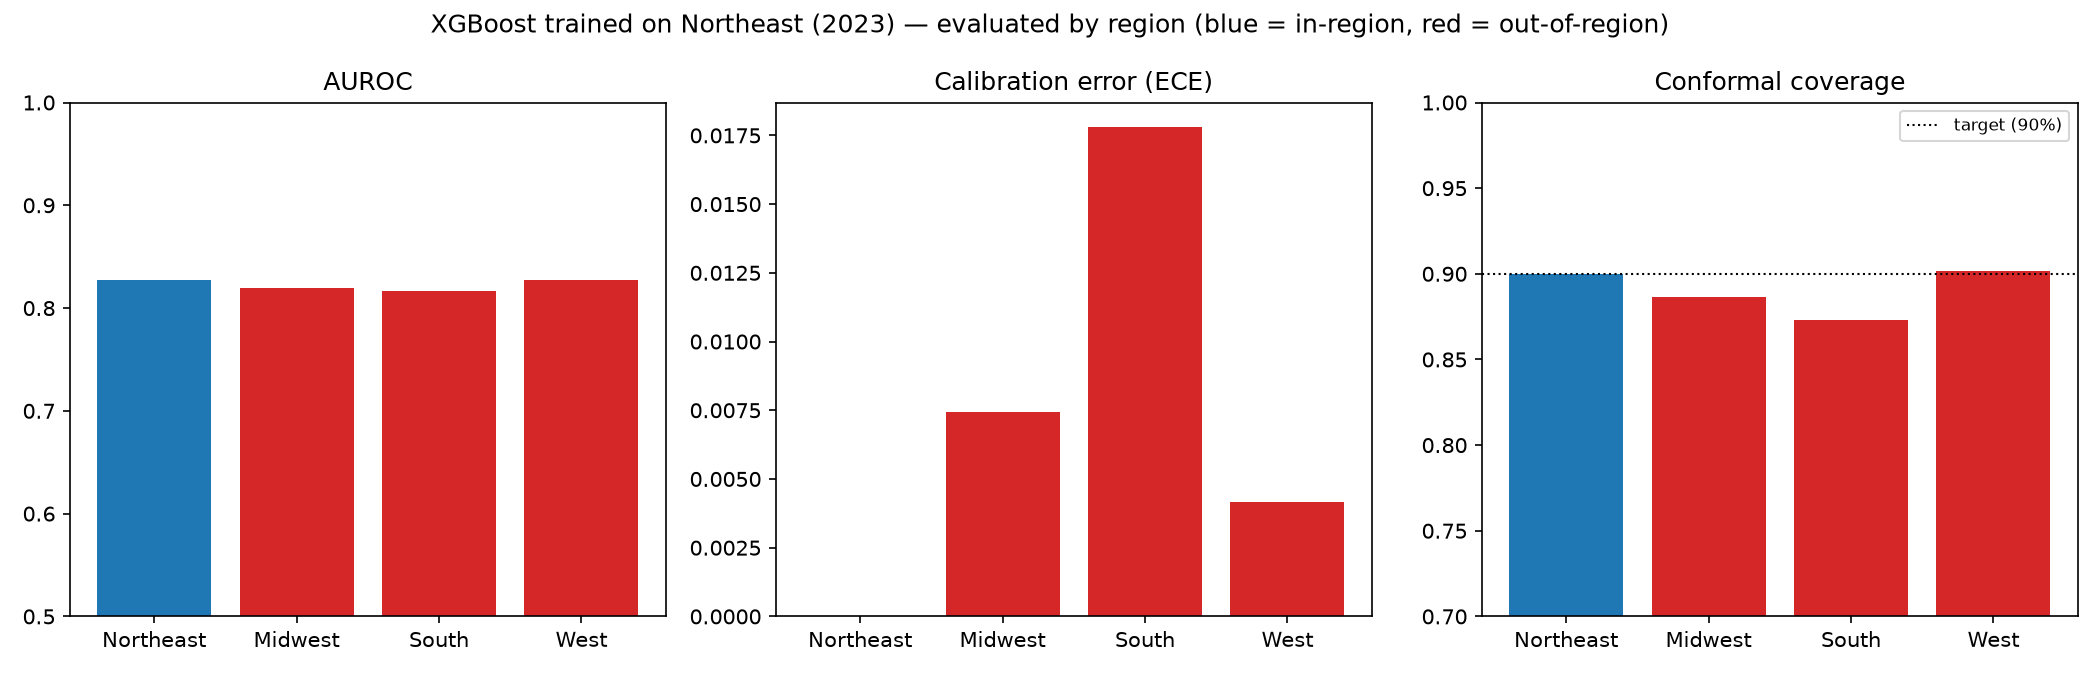 XGBoost trained on Northeast (2023) — evaluated by region (blue = in-region, red = out-of-region)
AUROC
1.0
0.9
0.8
0.7
0.6
0.5
Northeast Midwest South West
Calibration error (ECE)
0.0175
0.0150
0.0125
0.0100
0.0075
0.0050
0.0025
0.0000
Northeast Midwest South West
Conformal coverage
target (90%)
1.00
0.95
0.90
0.85
0.80
0.75
0.70
Northeast Midwest South West